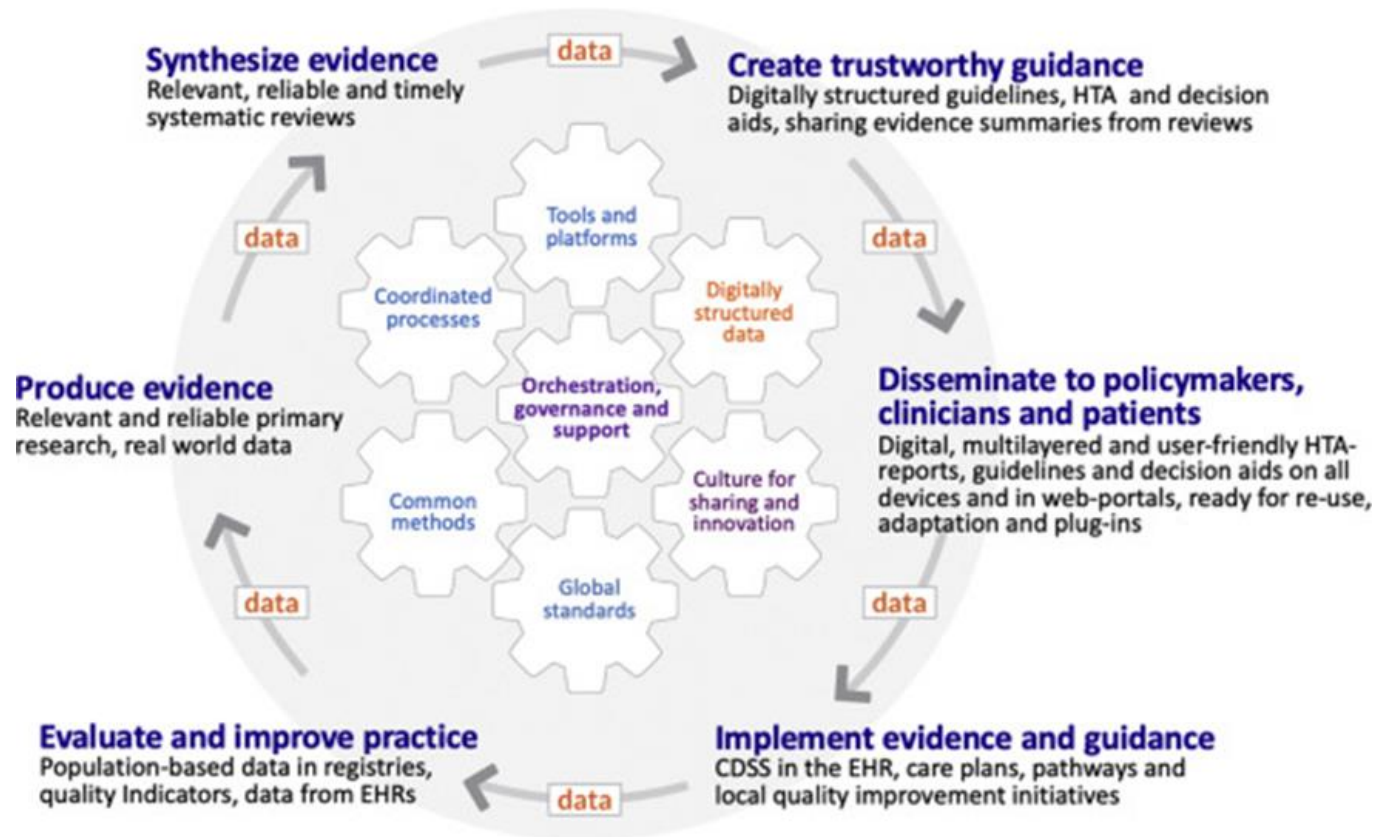 Synthesize evidence
Relevant, reliable and timely
systematic reviews
data
Create trustworthy guidance
Digitally structured guidelines, HTA and decision
aids, sharing evidence summaries from reviews
data
Disseminate to policymakers,
clinicians and patients
Digital, multilayered and user-friendly HTA-
reports, guidelines and decision aids on all
devices and in web-portals, ready for re-use,
adaptation and plug-ins
data
Implement evidence and guidance
CDSS in the EHR, care plans, pathways and
local quality improvement initiatives
data
Evaluate and improve practice
Population-based data in registries,
quality Indicators, data from EHRs
data
Produce evidence
Relevant and reliable primary
research, real world data
data
Tools and
platforms
Coordinated
processes
Digitally
structured
data
Orchestration,
governance and
support
Common
methods
Culture for
sharing and
innovation
Global
standards